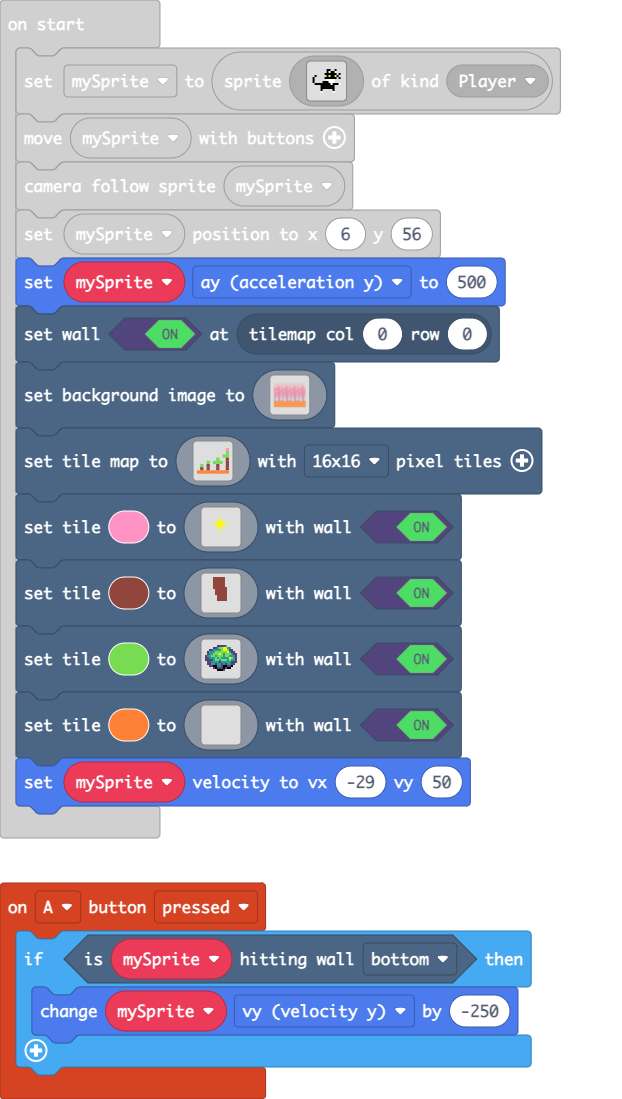 on start
set mySprite to sprite of kind Player
move mySprite with buttons
camera follow sprite mySprite
set mySprite position to x 6 y 56
set mySprite ay (acceleration y) to 500
set wall ON at tilemap col 0 row 0
set background image to
set tile map to with 16x16 pixel tiles
set tile to with wall ON
set tile to with wall ON
set tile to with wall ON
set tile to with wall ON
set mySprite velocity to vx -29 vy 50
on A button pressed
if is mySprite hitting wall bottom then
change mySprite vy (velocity y) by -250